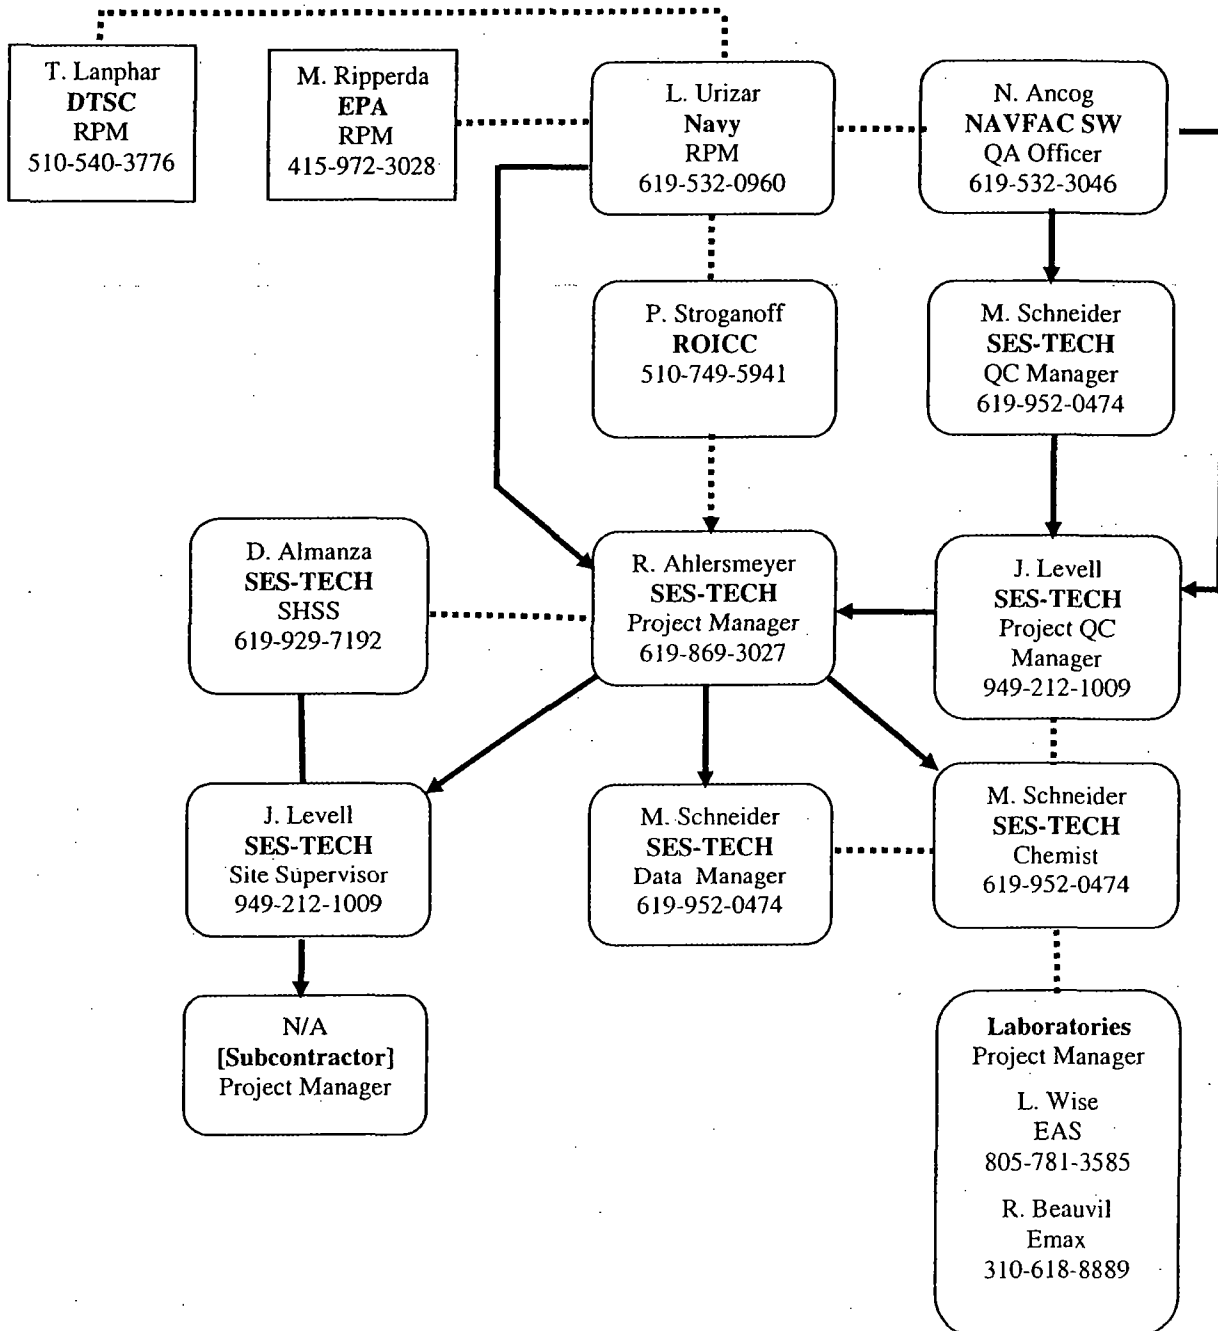 T. Lanphar
DTSC
RPM
510-540-3776
M. Ripperda
EPA
RPM
415-972-3028
L. Urizar
Navy
RPM
619-532-0960
N. Ancog
NAVFAC SW
QA Officer
619-532-3046
P. Stroganoff
ROICC
510-749-5941
M. Schneider
SES-TECH
QC Manager
619-952-0474
D. Almanza
SES-TECH
SHSS
619-929-7192
R. Ahlersmeyer
SES-TECH
Project Manager
619-869-3027
J. Levell
SES-TECH
Project QC
Manager
949-212-1009
J. Levell
SES-TECH
Site Supervisor
949-212-1009
M. Schneider
SES-TECH
Data Manager
619-952-0474
M. Schneider
SES-TECH
Chemist
619-952-0474
N/A
[Subcontractor]
Project Manager
Laboratories
Project Manager
L. Wise
EAS
805-781-3585
R. Beauvil
Emax
310-618-8889